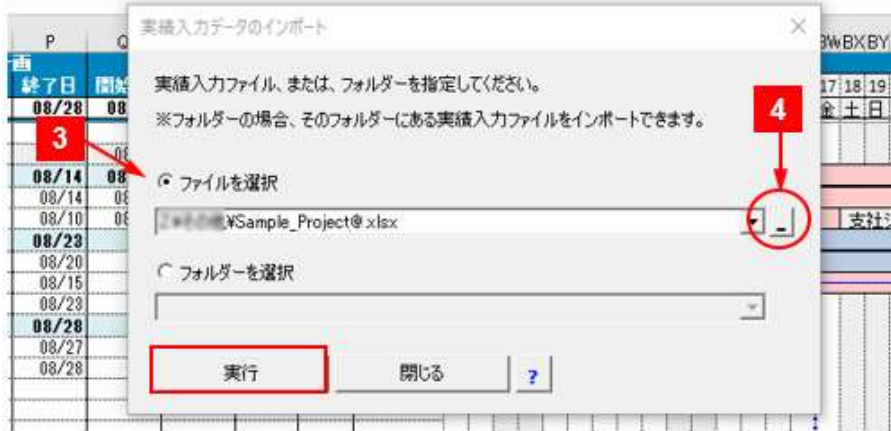 実績入力データのインポート
P
BW BX BY
終了日
17 18 19
08/28
08
金 土 日
実績入力ファイル、または、フォルダーを指定してください。
※フォルダーの場合、そのフォルダーにある実績入力ファイルをインポートできます。
3
4
08/14
08
ファイルを選択
08/14
08/10
¥Sample_Project@.xlsx
08/23
08/20
フォルダーを選択
08/15
08/23
08/28
08/27
08/28
実行
閉じる
?